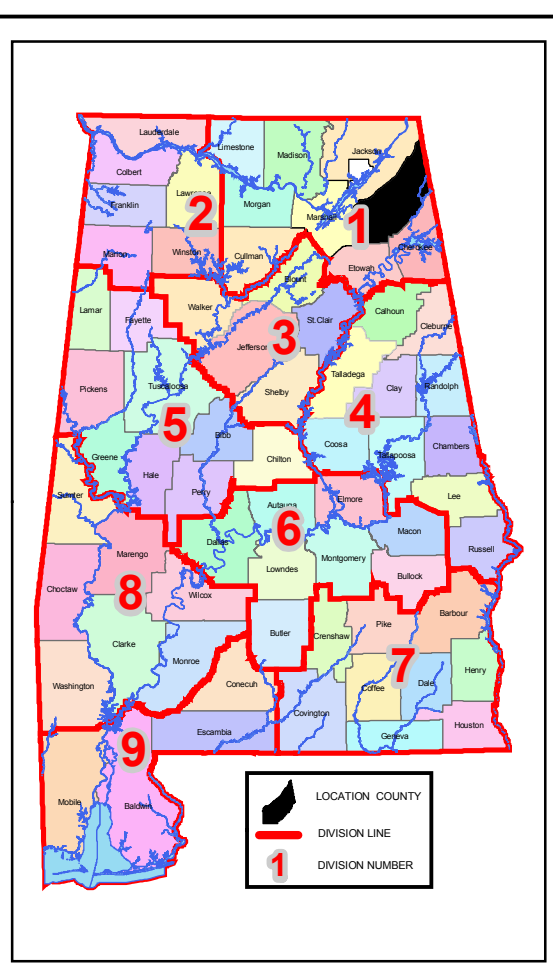 Lauderdale
Limestone
Madison
Jackson
Colbert
Franklin
Lawrence
2
Morgan
Marshall
1
Cherokee
Marion
Winston
Cullman
Etowah
Blount
Lamar
Fayette
Walker
3
St.Clair
Calhoun
Cleburne
Jefferson
Pickens
Tuscaloosa
Shelby
Talladega
4
Clay
Randolph
5
Bibb
Greene
Hale
Perry
Chilton
Coosa
Tallapoosa
Chambers
Sumter
Autauga
Elmore
Lee
Dallas
6
Macon
Russell
Marengo
Lowndes
Montgomery
Bullock
Choctaw
8
Wilcox
Butler
Crenshaw
Pike
Barbour
Clarke
Monroe
7
Washington
Conecuh
Coffee
Dale
Henry
Covington
Houston
Escambia
Geneva
9
Mobile
Baldwin
LOCATION COUNTY
DIVISION LINE
1
DIVISION NUMBER